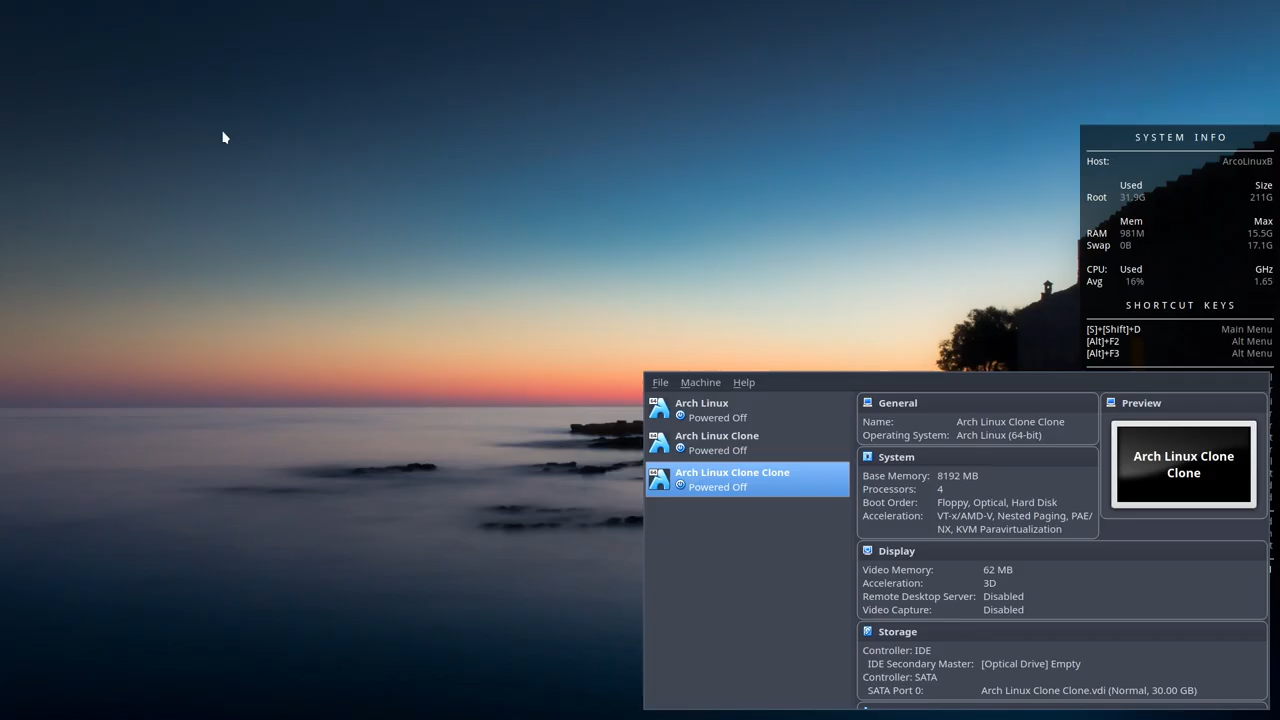 SYSTEM INFO
Host: ArcoLinuxB
Used Size
Root 31.9G 211G
Mem Max
RAM 981M 15.5G
Swap 0B 17.1G
CPU: Used GHz
Avg 16% 1.65
SHORTCUT KEYS
[S]+[Shift]+D Main Menu
[Alt]+F2 Alt Menu
[Alt]+F3 Alt Menu
File Machine Help
64 Arch Linux
Powered Off
64 Arch Linux Clone
Powered Off
64 Arch Linux Clone Clone
Powered Off
General
Name: Arch Linux Clone Clone
Operating System: Arch Linux (64-bit)
System
Base Memory: 8192 MB
Processors: 4
Boot Order: Floppy, Optical, Hard Disk
Acceleration: VT-x/AMD-V, Nested Paging, PAE/
NX, KVM Paravirtualization
Preview
Arch Linux Clone
Clone
Display
Video Memory: 62 MB
Acceleration: 3D
Remote Desktop Server: Disabled
Video Capture: Disabled
Storage
Controller: IDE
IDE Secondary Master: [Optical Drive] Empty
Controller: SATA
SATA Port 0: Arch Linux Clone Clone.vdi (Normal, 30.00 GB)